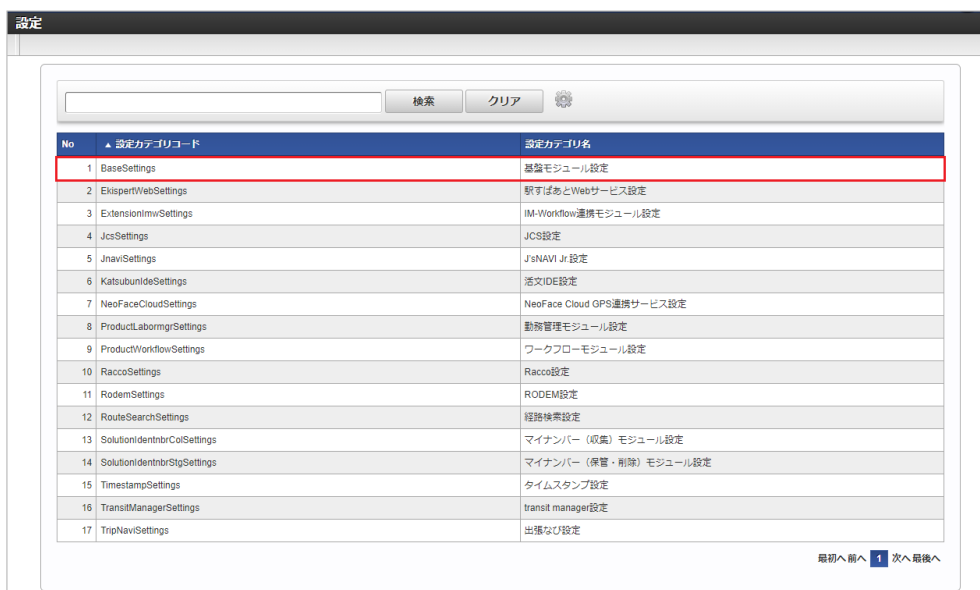 設定
検索 クリア
No ▲ 設定カテゴリコード 設定カテゴリ名
1 BaseSettings 基盤モジュール設定
2 EkispertWebSettings 駅すぱあとWebサービス設定
3 ExtensionImwSettings IM-Workflow連携モジュール設定
4 JcsSettings JCS設定
5 JnaviSettings J'sNAVI Jr.設定
6 KatsubunIdeSettings 活文IDE設定
7 NeoFaceCloudSettings NeoFace Cloud GPS連携サービス設定
8 ProductLabormgrSettings 勤務管理モジュール設定
9 ProductWorkflowSettings ワークフローモジュール設定
10 RaccoSettings Racco設定
11 RodemSettings RODEM設定
12 RouteSearchSettings 経路検索設定
13 SolutionIdentnbrColSettings マイナンバー（収集）モジュール設定
14 SolutionIdentnbrStgSettings マイナンバー（保管・削除）モジュール設定
15 TimestampSettings タイムスタンプ設定
16 TransitManagerSettings transit manager設定
17 TripNaviSettings 出張なび設定
最初へ 前へ 1 次へ 最後へ